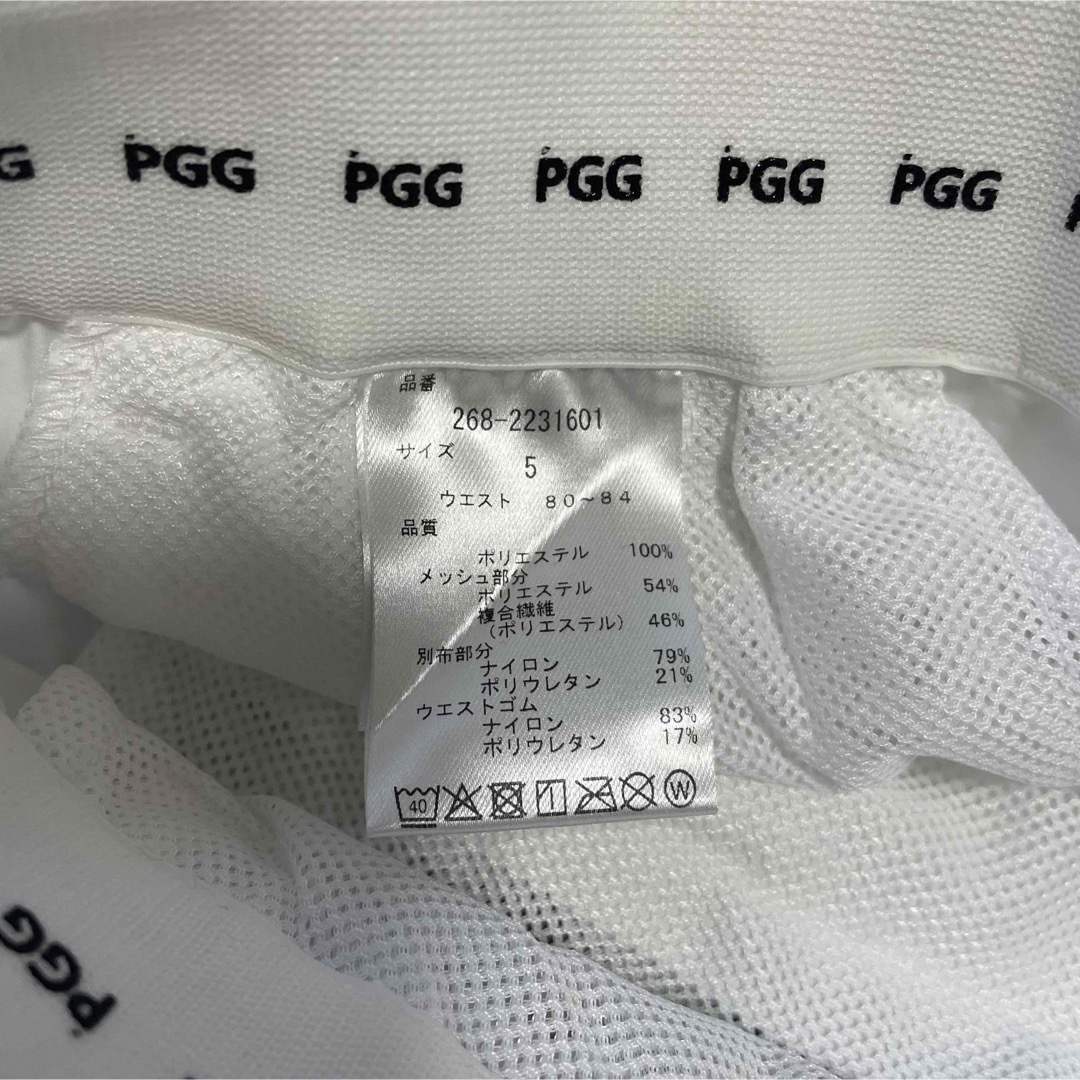 G PGG PGG PGG PGG PGG
品番
268-2231601
サイズ
5
ウエスト 80~84
品質
ポリエステル 100%
メッシュ部分
ポリエステル 54%
複合繊維
(ポリエステル) 46%
別布部分
ナイロン 79%
ポリウレタン 21%
ウエストゴム
ナイロン 83%
ポリウレタン 17%
40 W
PGG